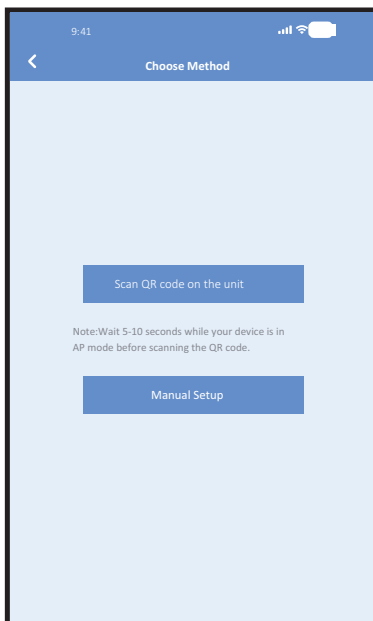 9:41
Choose Method
Scan QR code on the unit
Note:Wait 5-10 seconds while your device is in
AP mode before scanning the QR code.
Manual Setup